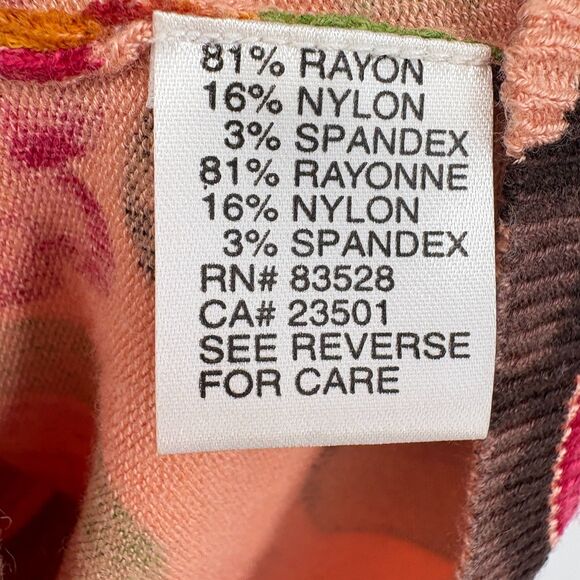 81% RAYON
16% NYLON
3% SPANDEX
81% RAYONNE
16% NYLON
3% SPANDEX
RN# 83528
CA# 23501
SEE REVERSE
FOR CARE